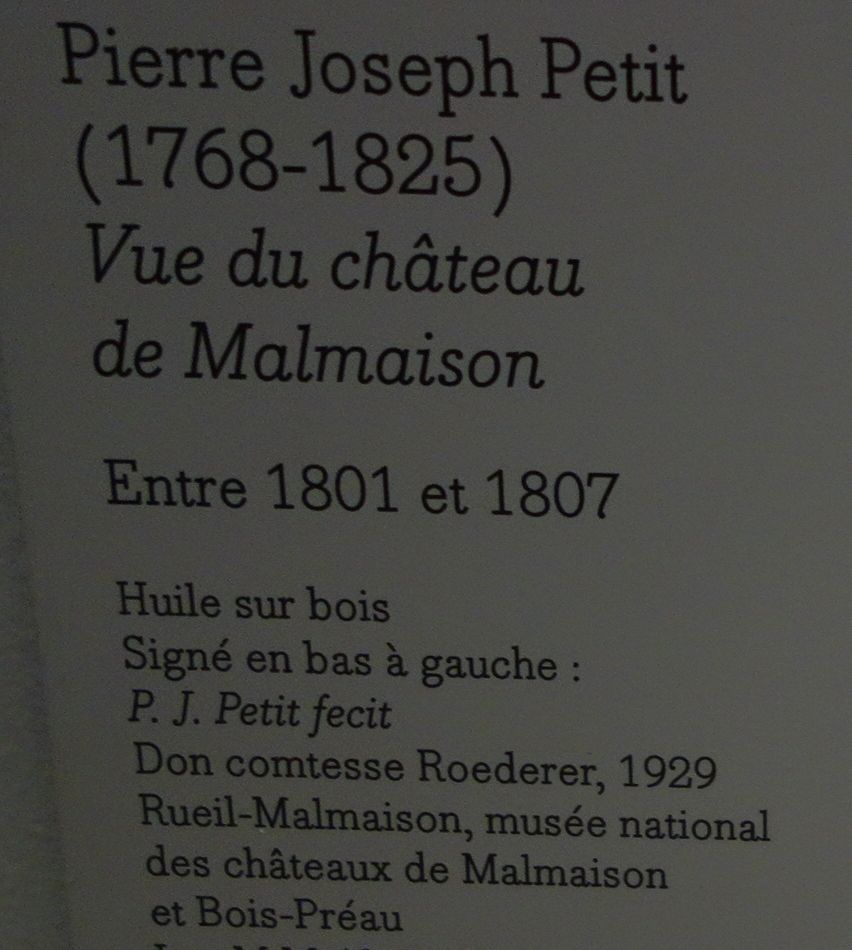 Pierre Joseph Petit
(1768-1825)
Vue du château
de Malmaison
Entre 1801 et 1807
Huile sur bois
Signé en bas à gauche :
P. J. Petit fecit
Don comtesse Roederer, 1929
Rueil-Malmaison, musée national
des châteaux de Malmaison
et Bois-Préau